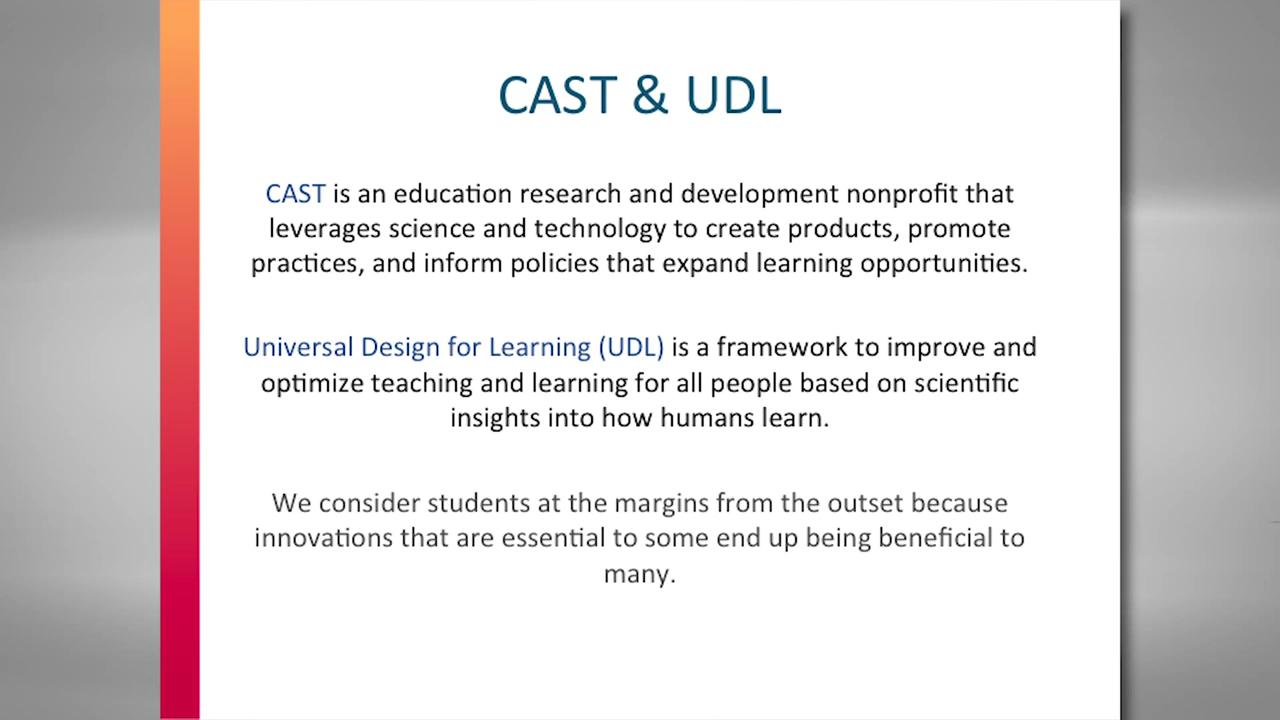 CAST & UDL
CAST is an education research and development nonprofit that
leverages science and technology to create products, promote
practices, and inform policies that expand learning opportunities.
Universal Design for Learning (UDL) is a framework to improve and
optimize teaching and learning for all people based on scientific
insights into how humans learn.
We consider students at the margins from the outset because
innovations that are essential to some end up being beneficial to
many.